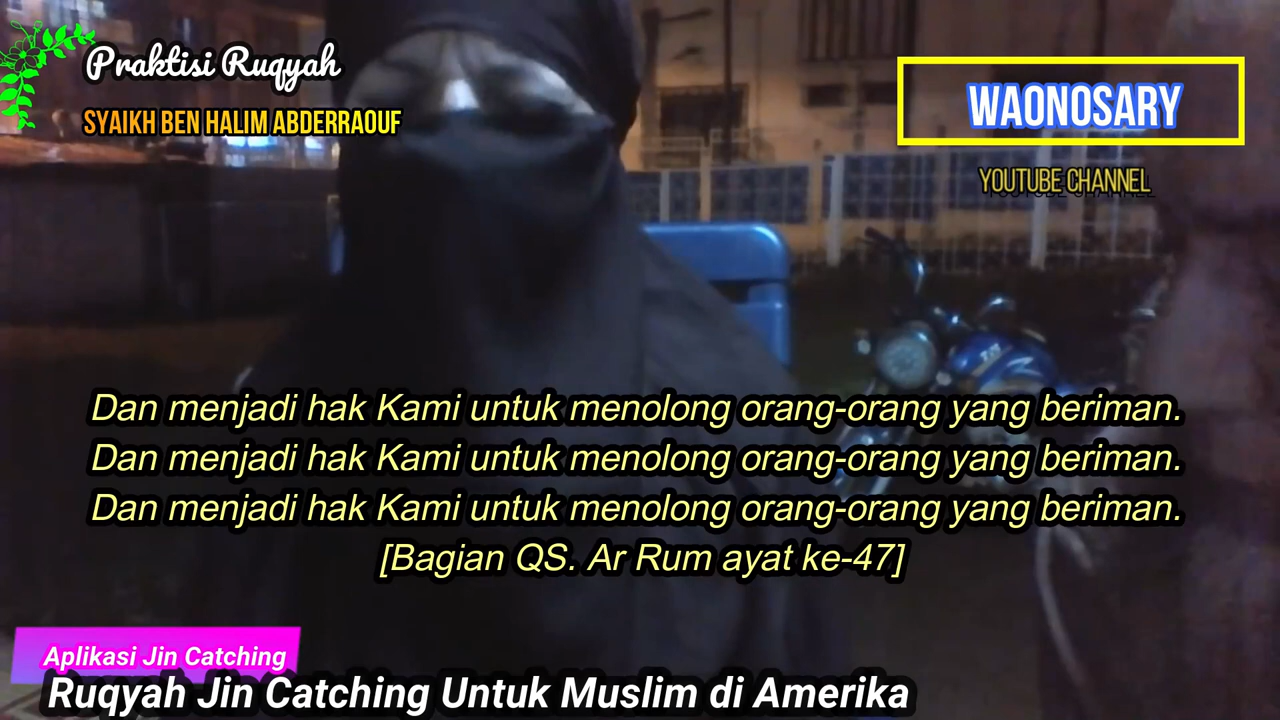 Praktisi Ruqyah
SYAIKH BEN HALIM ABDERRAOUF
WAONOSARY
YOUTUBE CHANNEL
Dan menjadi hak Kami untuk menolong orang-orang yang beriman.
Dan menjadi hak Kami untuk menolong orang-orang yang beriman.
Dan menjadi hak Kami untuk menolong orang-orang yang beriman.
[Bagian QS. Ar Rum ayat ke-47]
Aplikasi Jin Catching
Ruqyah Jin Catching Untuk Muslim di Amerika